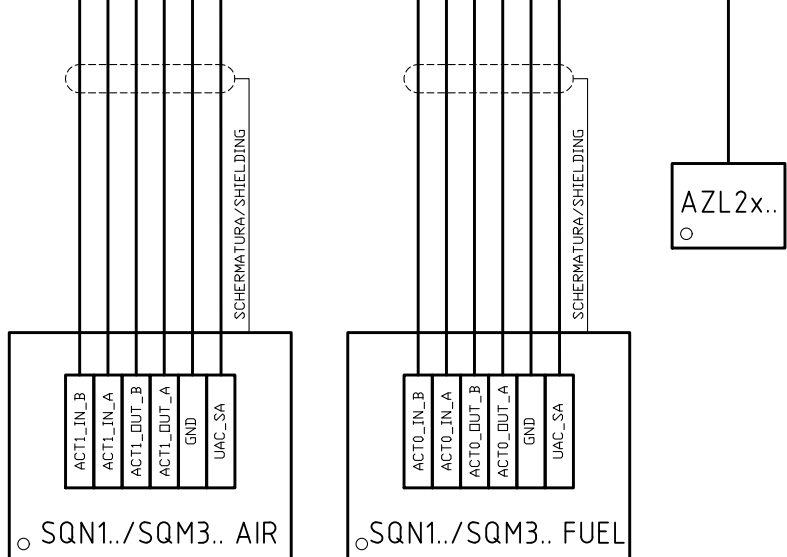 SCHERMATURA/SHIELDING
SCHERMATURA/SHIELDING
AZL2x..
ACT1_IN_B
ACT1_IN_A
ACT1_OUT_B
ACT1_OUT_A
GND
UAC_SA
ACT0_IN_B
ACT0_IN_A
ACT0_OUT_B
ACT0_OUT_A
GND
UAC_SA
SQN1../SQM3.. AIR
SQN1../SQM3.. FUEL